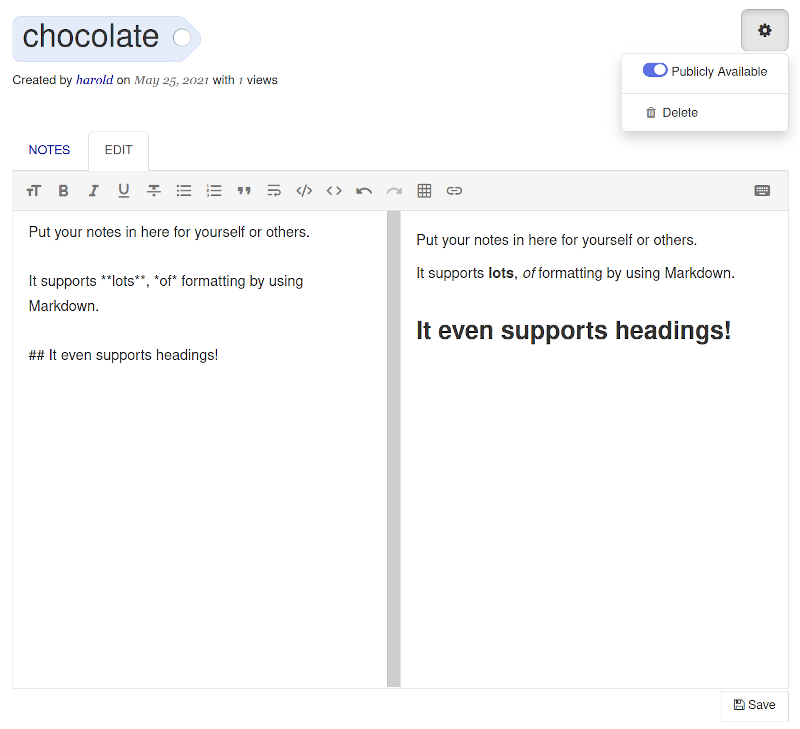 chocolate
Created by harold on May 25, 2021 with 1 views
Publicly Available
Delete
NOTES
EDIT
Put your notes in here for yourself or others.
It supports **lots**, *of* formatting by using
Markdown.
## It even supports headings!
Put your notes in here for yourself or others.
It supports lots, of formatting by using Markdown.
It even supports headings!
Save